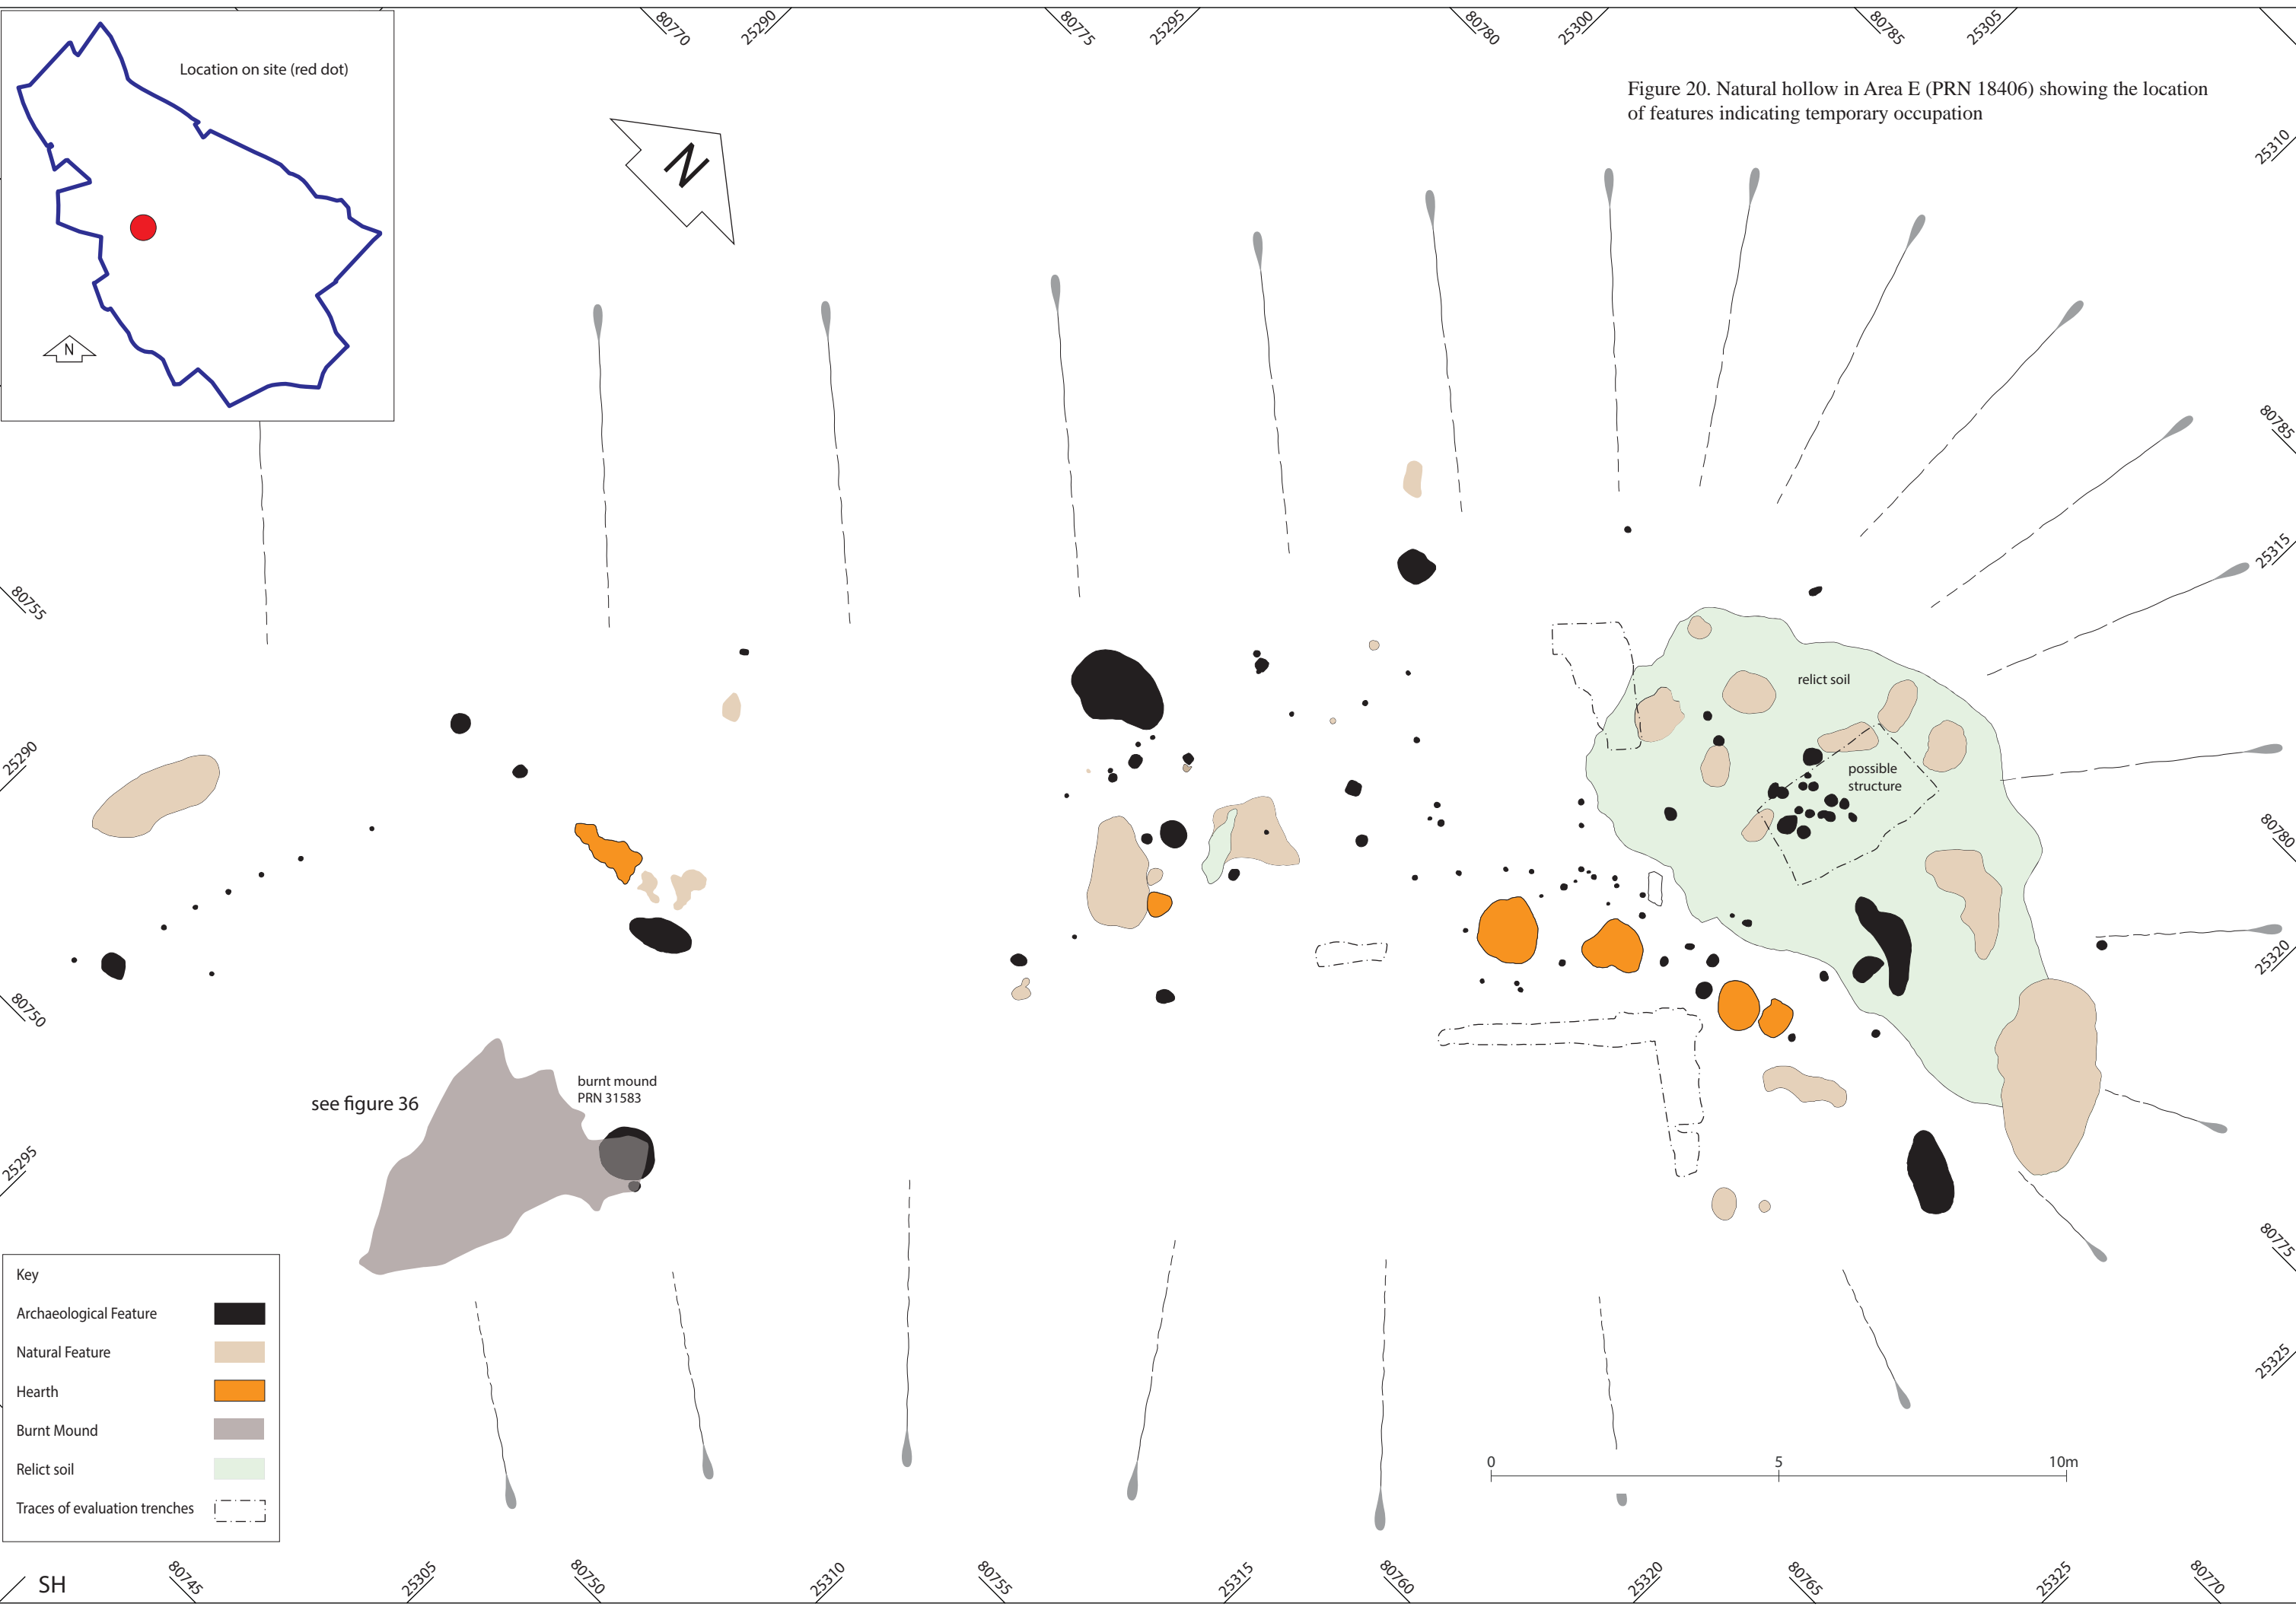 80770
25290
80775
25295
80780
25300
80785
25305
Location on site (red dot)
N
Figure 20. Natural hollow in Area E (PRN 18406) showing the location
of features indicating temporary occupation
N
25310
80785
25315
80755
relict soil
25290
possible
structure
80780
25320
80750
burnt mound
PRN 31583
see figure 36
25295
80775
Key
Archaeological Feature
Natural Feature
Hearth
Burnt Mound
Relict soil
Traces of evaluation trenches
25325
0
5
10m
SH
80745
25305
80750
25310
80755
25315
80760
25320
80765
25325
80770